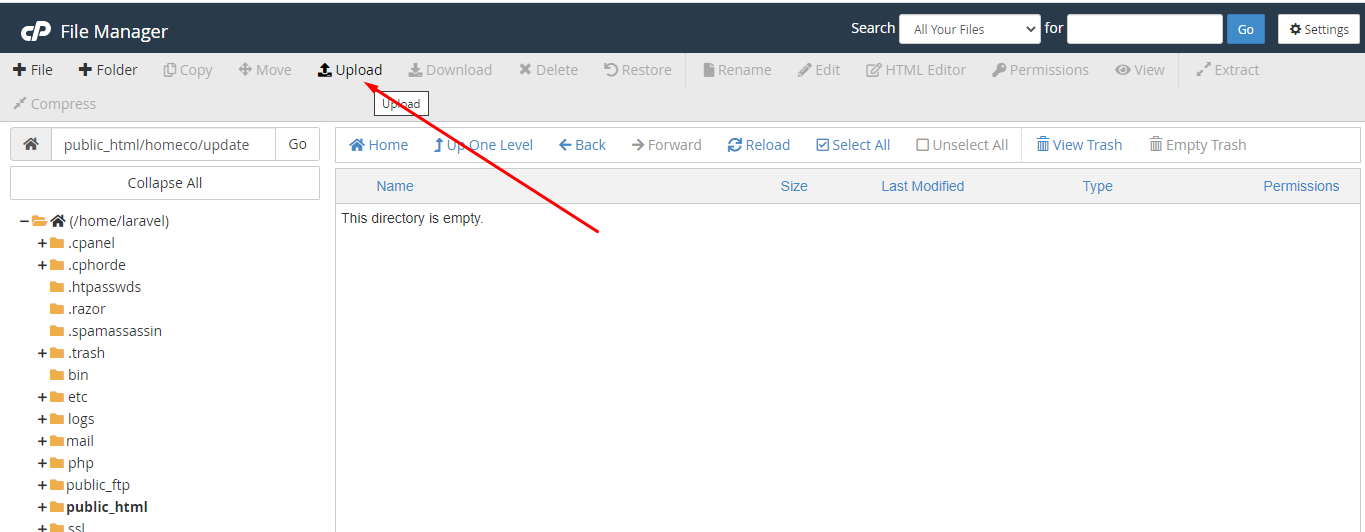 cP File Manager
Search All Your Files for Go Settings
File Folder Copy Move Upload Download Delete Restore Rename Edit HTML Editor Permissions View Extract
Compress
Upload
public_html/homeco/update Go
Home Up One Level Back Forward Reload Select All Unselect All View Trash Empty Trash
Collapse All
Name Size Last Modified Type Permissions
This directory is empty.
(/home/laravel)
.cpanel
.cphorde
.htpasswds
.razor
.spamassassin
.trash
bin
etc
logs
mail
php
public_ftp
public_html
ssl